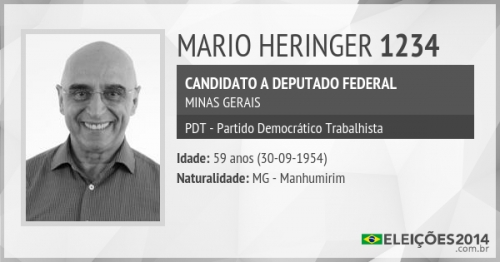 MARIO HERINGER 1234
CANDIDATO A DEPUTADO FEDERAL
MINAS GERAIS
PDT - Partido Democrático Trabalhista
Idade: 59 anos (30-09-1954)
Naturalidade: MG - Manhumirim
ELEIÇÕES2014
.com.br